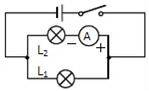 L₂ − A +
L₁